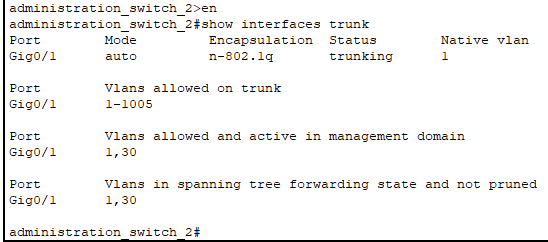 administration_switch_2>en
administration_switch_2#show interfaces trunk
Port        Mode         Encapsulation  Status        Native vlan
Gig0/1      auto         n-802.1q       trunking      1
Port        Vlans allowed on trunk
Gig0/1      1-1005
Port        Vlans allowed and active in management domain
Gig0/1      1,30
Port        Vlans in spanning tree forwarding state and not pruned
Gig0/1      1,30
administration_switch_2#